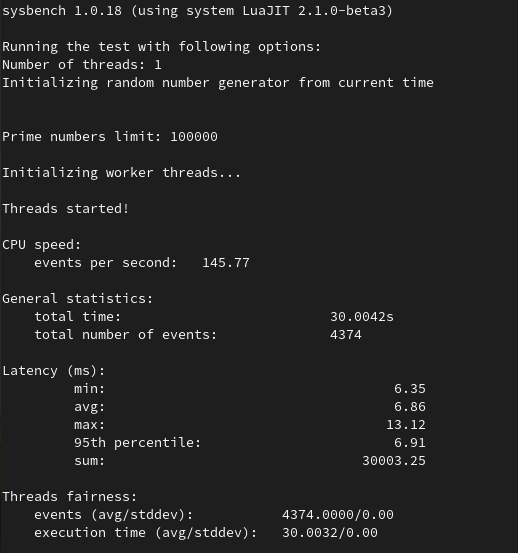 sysbench 1.0.18 (using system LuaJIT 2.1.0-beta3)
Running the test with following options:
Number of threads: 1
Initializing random number generator from current time
Prime numbers limit: 100000
Initializing worker threads...
Threads started!
CPU speed:
events per second: 145.77
General statistics:
total time: 30.0042s
total number of events: 4374
Latency (ms):
min: 6.35
avg: 6.86
max: 13.12
95th percentile: 6.91
sum: 30003.25
Threads fairness:
events (avg/stddev): 4374.0000/0.00
execution time (avg/stddev): 30.0032/0.00